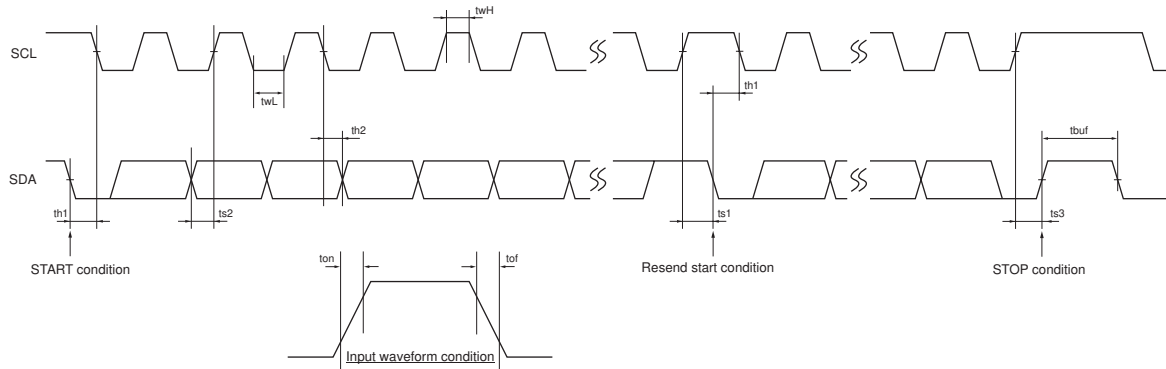 twH
SCL
th1
twL
th2
tbuf
SDA
th1
ts2
ts1
ts3
START condition
ton
tof
Resend start condition
STOP condition
Input waveform condition